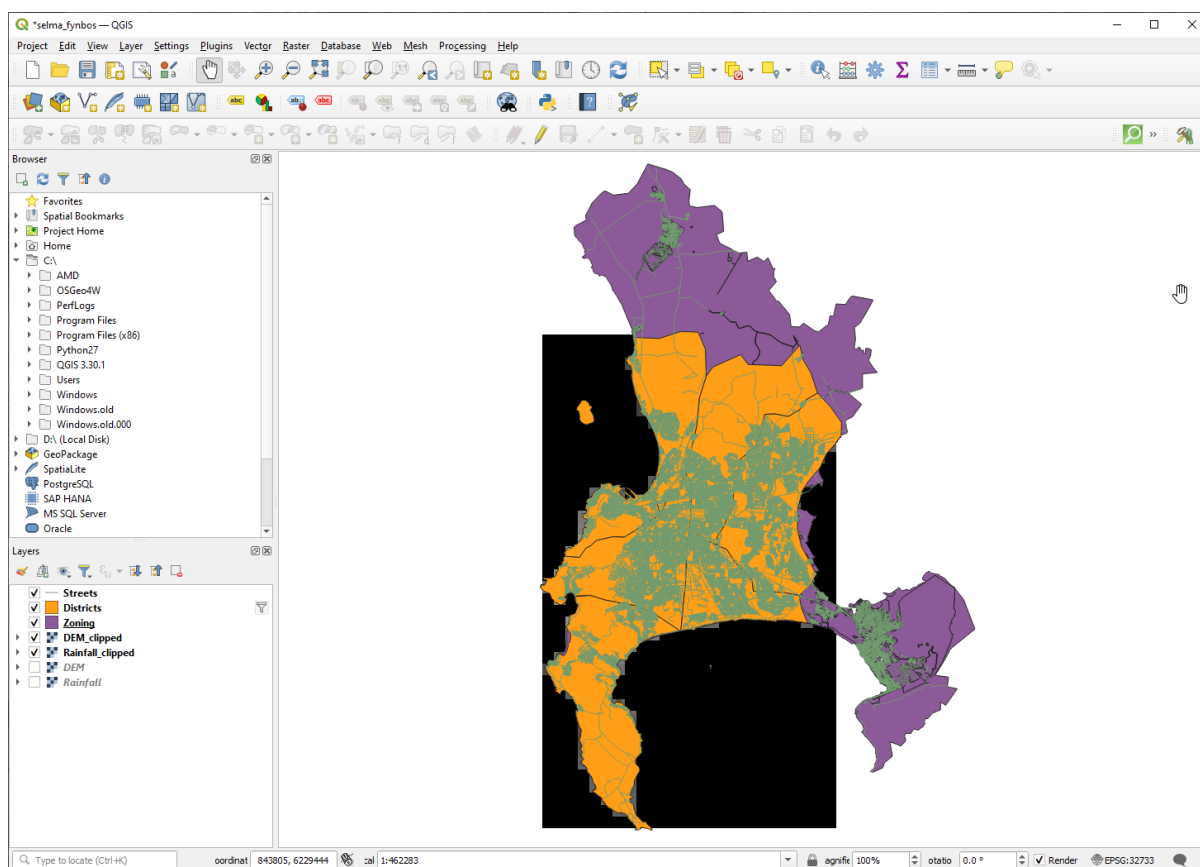 *selma_fynbos — QGIS
Project Edit View Layer Settings Plugins Vector Raster Database Web Mesh Processing Help
abc abc abc
Browser
Favorites
Spatial Bookmarks
Project Home
Home
C:\
AMD
OSGeo4W
PerfLogs
Program Files
Program Files (x86)
Python27
QGIS 3.30.1
Users
Windows
Windows.old
Windows.old.000
D:\ (Local Disk)
GeoPackage
SpatiaLite
PostgreSQL
SAP HANA
MS SQL Server
Oracle
Layers
Streets
Districts
Zoning
DEM_clipped
Rainfall_clipped
DEM
Rainfall
Type to locate (Ctrl+K) oordinat 843805, 6229444 :al 1:462283 agnifie 100% otatio 0.0 ° Render EPSG:32733